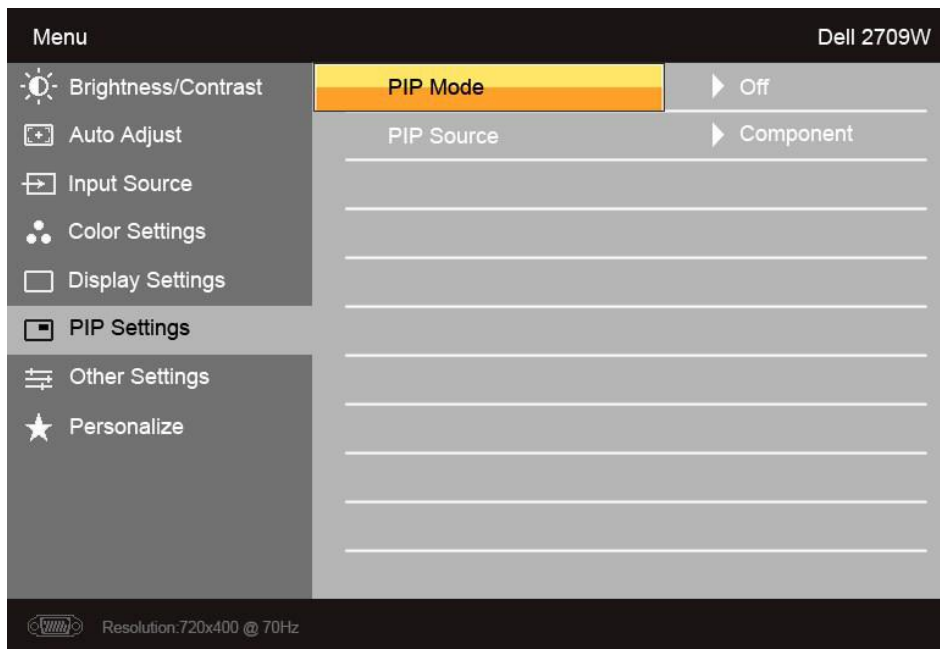 Menu Dell 2709W
Brightness/Contrast PIP Mode Off
Auto Adjust PIP Source Component
Input Source
Color Settings
Display Settings
PIP Settings
Other Settings
Personalize
Resolution:720x400 @ 70Hz